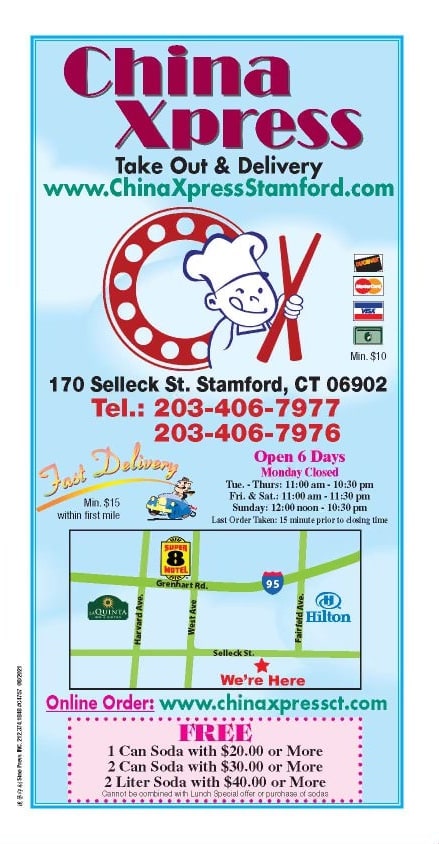 China
Xpress
Take Out & Delivery
www.ChinaXpressStamford.com
DISCOVER
MasterCard
VISA
Min. $10
170 Selleck St. Stamford, CT 06902
Tel.: 203-406-7977
203-406-7976
Fast Delivery
Min. $15
within first mile
Open 6 Days
Monday Closed
Tue. - Thurs: 11:00 am - 10:30 pm
Fri. & Sat.: 11:00 am - 11:30 pm
Sunday: 12:00 noon - 10:30 pm
Last Order Taken: 15 minute prior to closing time
SUPER
8
MOTEL
Grenhart Rd.
95
LAQUINTA
Harvard Ave.
West Ave
Fairfield Ave.
Hilton
Selleck St.
We're Here
Online Order: www.chinaxpressct.com
FREE
1 Can Soda with $20.00 or More
2 Can Soda with $30.00 or More
2 Liter Soda with $40.00 or More
Cannot be combined with Lunch Special offer or purchase of sodas